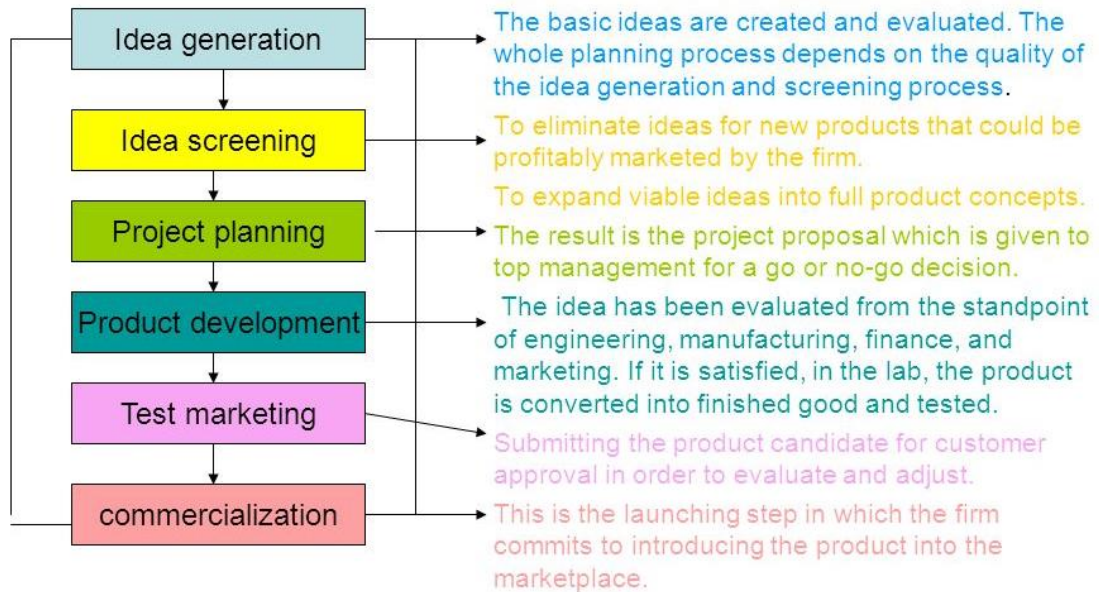 Idea generation
The basic ideas are created and evaluated. The
whole planning process depends on the quality of
the idea generation and screening process.
Idea screening
To eliminate ideas for new products that could be
profitably marketed by the firm.
To expand viable ideas into full product concepts.
Project planning
The result is the project proposal which is given to
top management for a go or no-go decision.
Product development
The idea has been evaluated from the standpoint
of engineering, manufacturing, finance, and
marketing. If it is satisfied, in the lab, the product
is converted into finished good and tested.
Test marketing
Submitting the product candidate for customer
approval in order to evaluate and adjust.
commercialization
This is the launching step in which the firm
commits to introducing the product into the
marketplace.